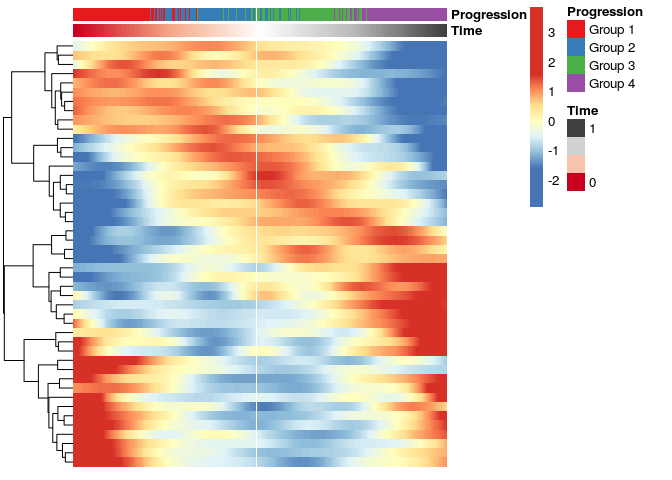 Progression
Time
3
2
1
0
-1
-2
Progression
Group 1
Group 2
Group 3
Group 4
Time
1
0